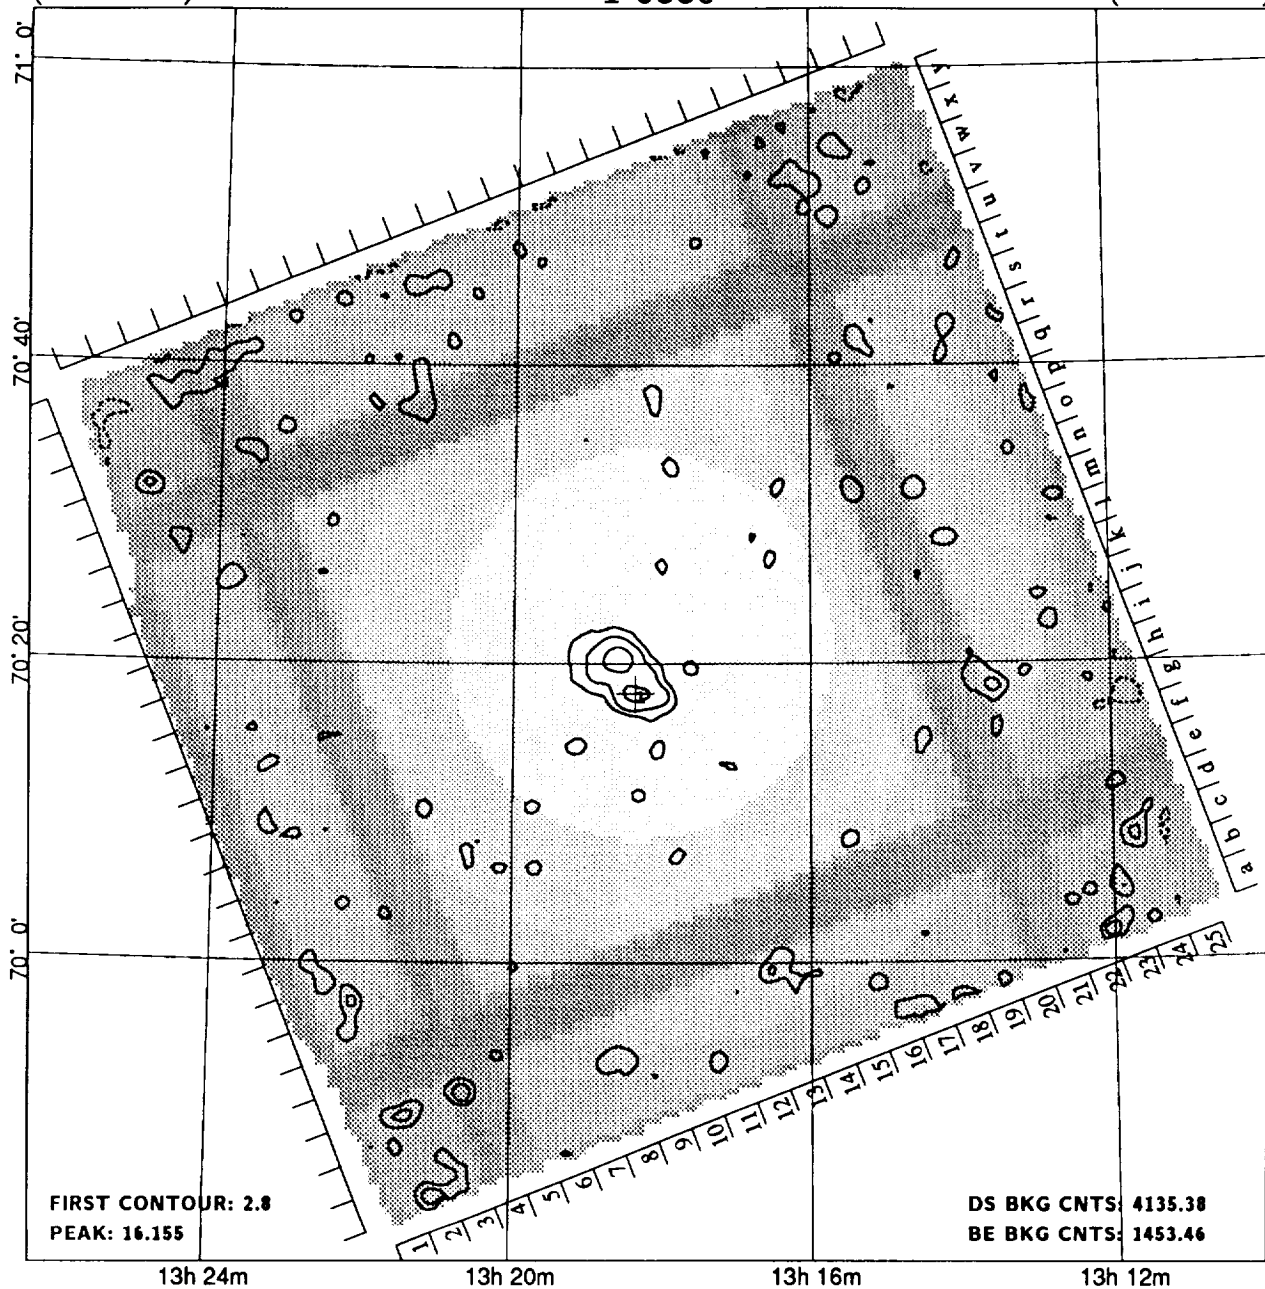 71° 0'
70° 40'
70° 20'
70° 0'
y
x
w
v
u
t
s
r
q
p
o
n
m
l
k
j
i
h
g
f
e
d
c
b
a
25
24
23
22
21
20
19
18
17
16
15
14
13
12
11
10
9
8
7
6
5
4
3
2
1
FIRST CONTOUR: 2.8
PEAK: 16.155
DS BKG CNTS: 4135.38
BE BKG CNTS: 1453.46
13h 24m
13h 20m
13h 16m
13h 12m